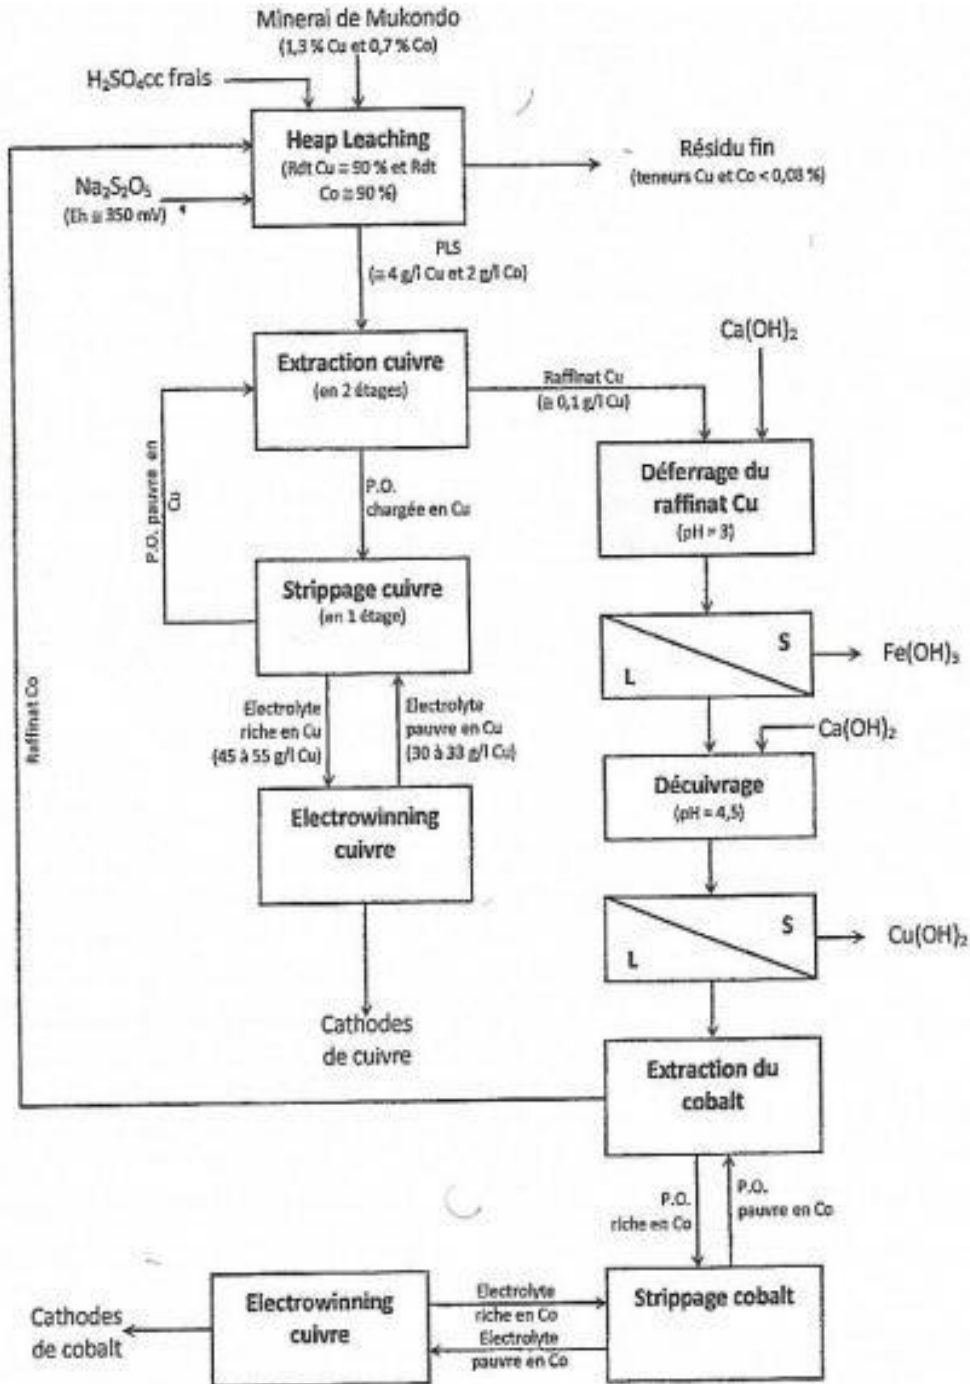 Minerai de Mukondo
(1,3 % Cu et 0,7 % Co)
H₂SO₄cc frais
Heap Leaching
(Rdt Cu ≅ 90 % et Rdt
Co ≅ 90 %)
Résidu fin
(teneurs Cu et Co < 0,08 %)
Na₂S₂O₅
(Eh ≅ 350 mV)
PLS
(≅ 4 g/l Cu et 2 g/l Co)
Extraction cuivre
(en 2 étages)
Raffinat Cu
(≅ 0,1 g/l Cu)
Ca(OH)₂
P.O. pauvre en
Cu
P.O.
chargée en Cu
Déferrage du
raffinat Cu
(pH = 3)
Strippage cuivre
(en 1 étage)
S
L
Fe(OH)₃
Raffinat Co
Electrolyte
riche en Cu
(45 à 55 g/l Cu)
Electrolyte
pauvre en Cu
(30 à 33 g/l Cu)
Ca(OH)₂
Décuivrage
(pH = 4,5)
Electrowinning
cuivre
S
L
Cu(OH)₂
Cathodes
de cuivre
Extraction du
cobalt
P.O.
riche en Co
P.O.
pauvre en Co
Cathodes
de cobalt
Electrowinning
cuivre
Electrolyte
riche en Co
Electrolyte
pauvre en Co
Strippage cobalt